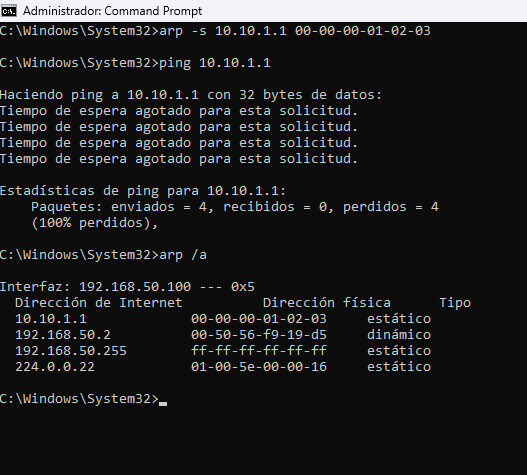 Administrador: Command Prompt
C:\Windows\System32>arp -s 10.10.1.1 00-00-00-01-02-03
C:\Windows\System32>ping 10.10.1.1
Haciendo ping a 10.10.1.1 con 32 bytes de datos:
Tiempo de espera agotado para esta solicitud.
Tiempo de espera agotado para esta solicitud.
Tiempo de espera agotado para esta solicitud.
Tiempo de espera agotado para esta solicitud.
Estadísticas de ping para 10.10.1.1:
    Paquetes: enviados = 4, recibidos = 0, perdidos = 4
    (100% perdidos),
C:\Windows\System32>arp /a
Interfaz: 192.168.50.100 --- 0x5
  Dirección de Internet          Dirección física      Tipo
  10.10.1.1             00-00-00-01-02-03     estático
  192.168.50.2          00-50-56-f9-19-d5     dinámico
  192.168.50.255        ff-ff-ff-ff-ff-ff     estático
  224.0.0.22            01-00-5e-00-00-16     estático
C:\Windows\System32>